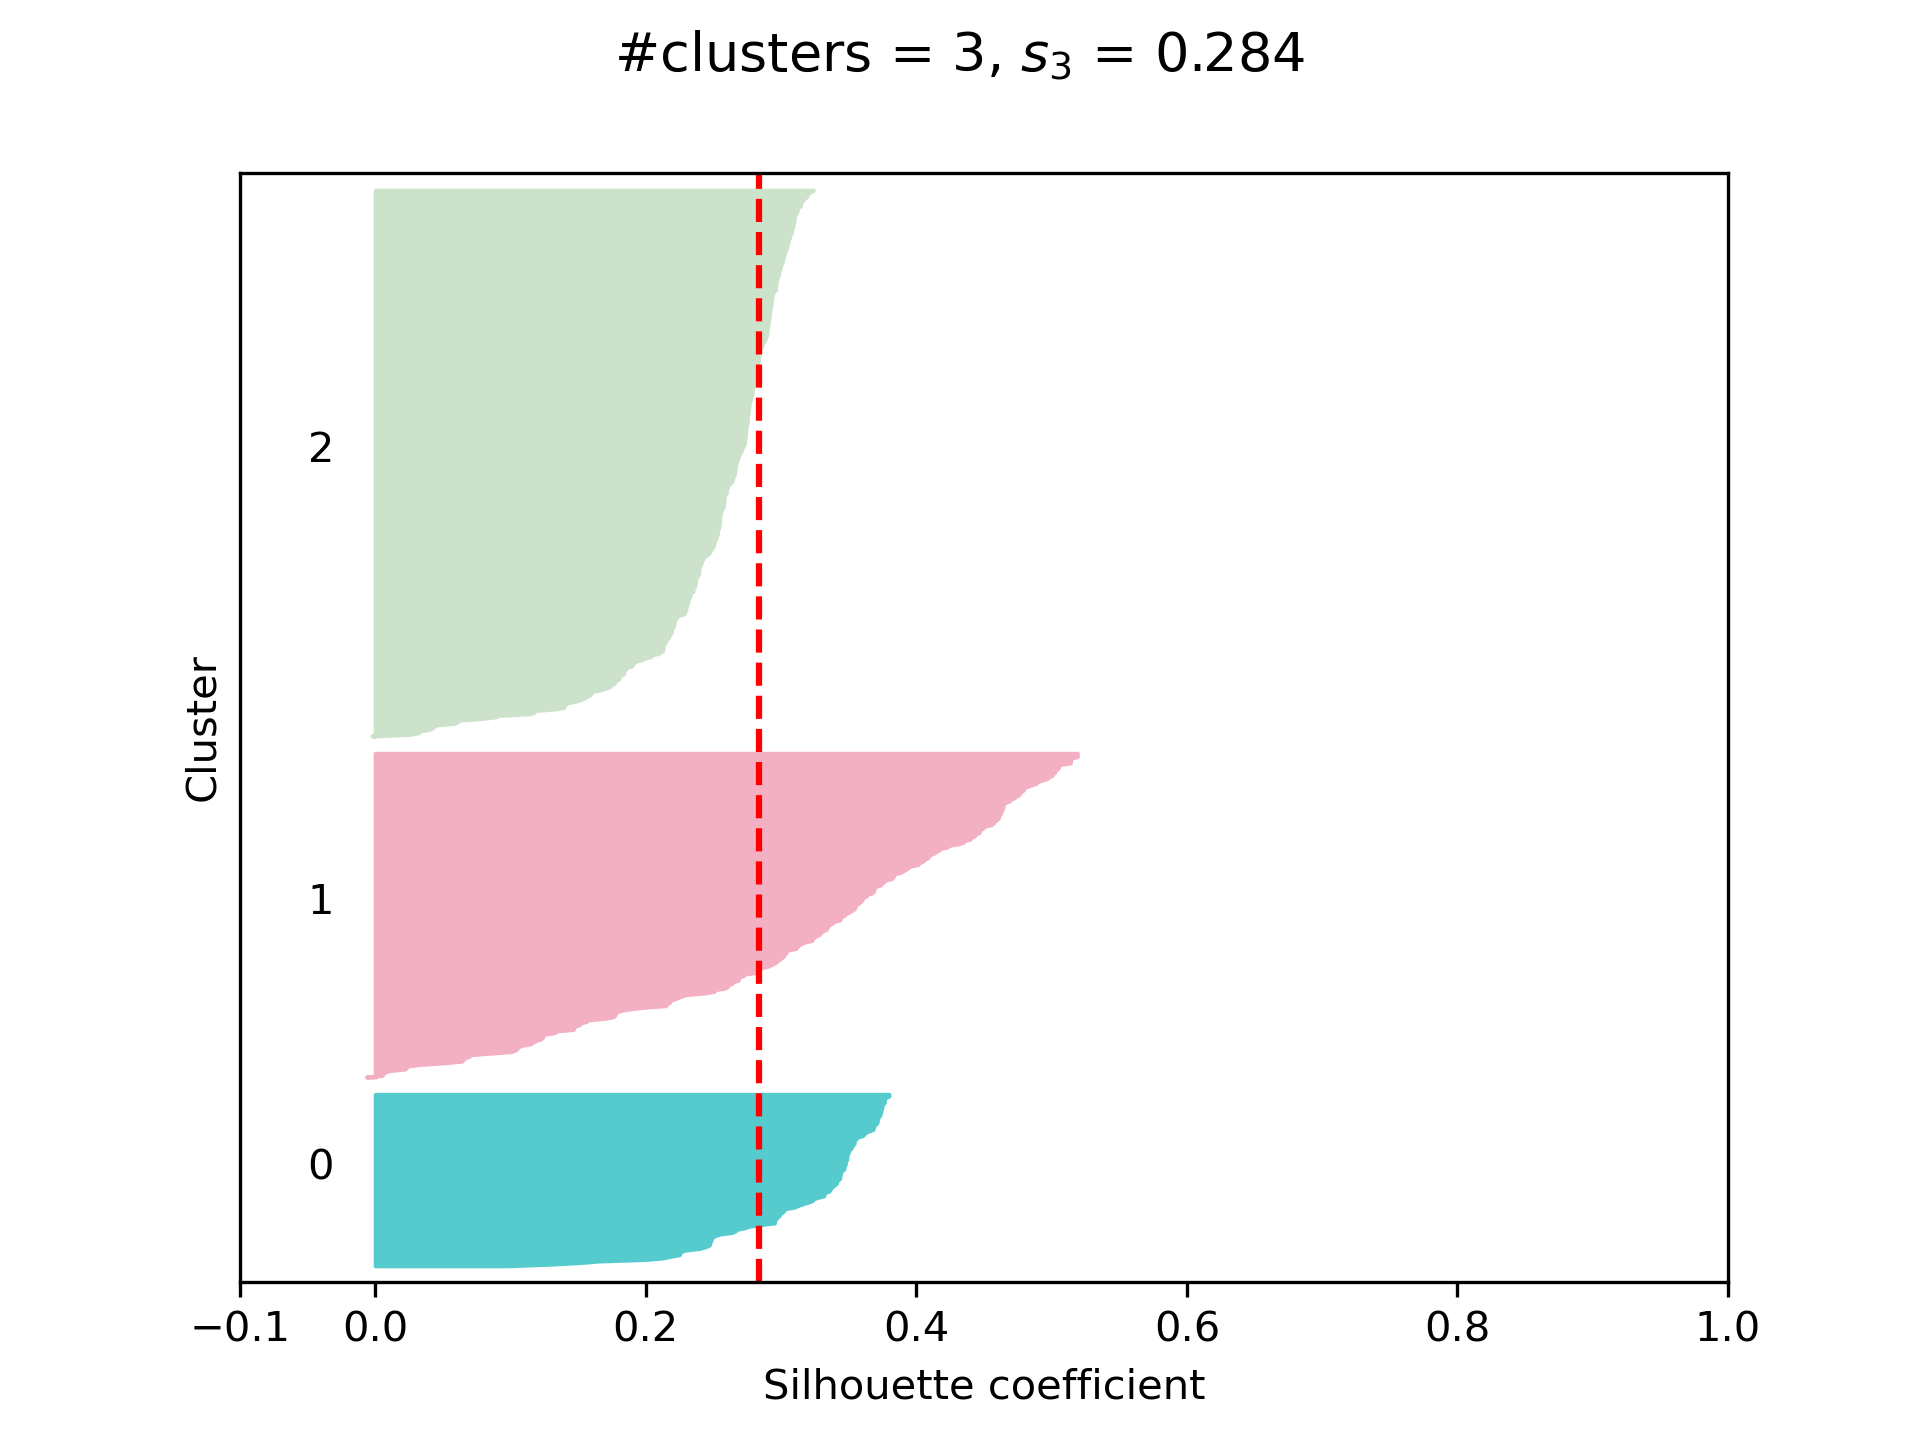 #clusters = 3, s₃ = 0.284
2
1
0
Cluster
−0.1 0.0 0.2 0.4 0.6 0.8 1.0
Silhouette coefficient